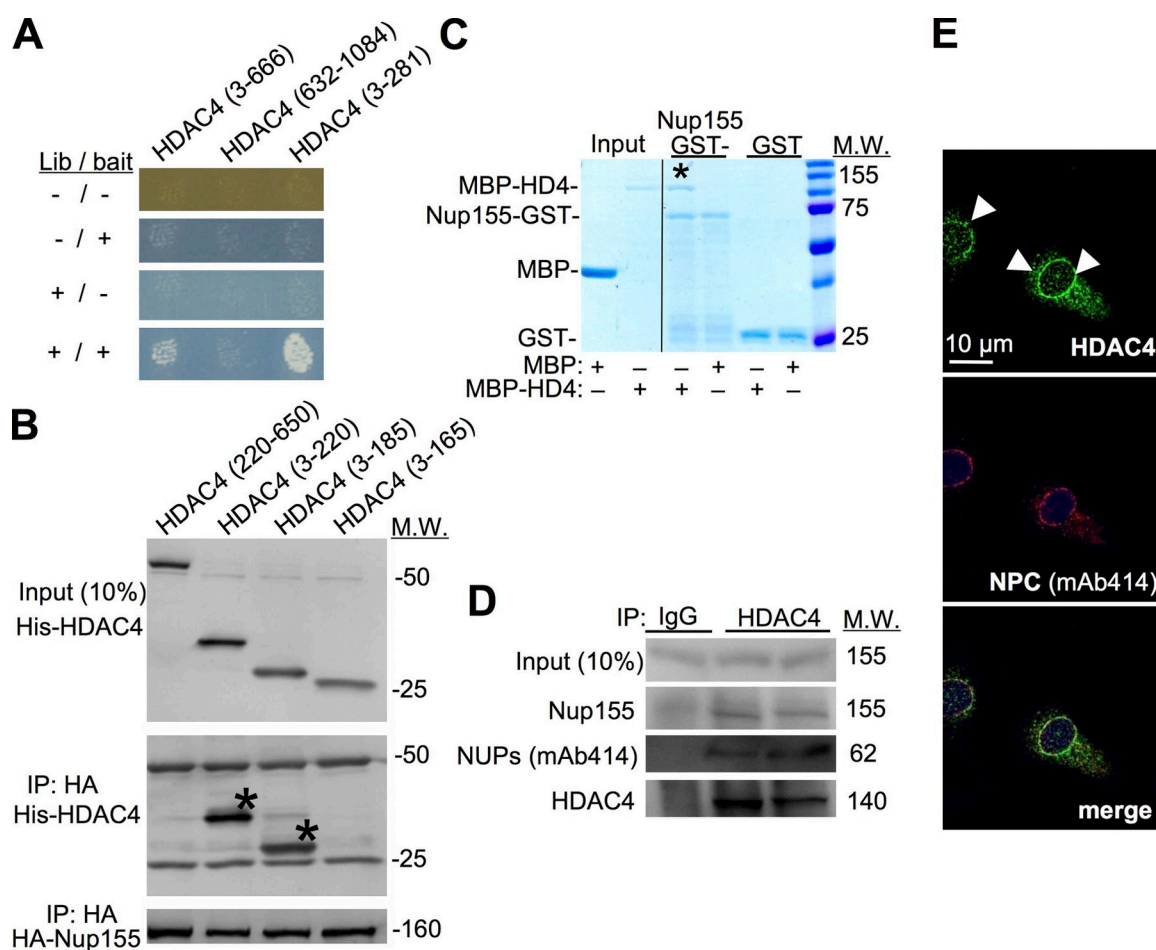 A
HDAC4 (3-666)
HDAC4 (632-1084)
HDAC4 (3-281)
Lib / bait
- / -
- / +
+ / -
+ / +
B
HDAC4 (220-650)
HDAC4 (3-220)
HDAC4 (3-185)
HDAC4 (3-165)
M.W.
Input (10%)
His-HDAC4
-50
-25
IP: HA
His-HDAC4
-50
*
*
-25
IP: HA
HA-Nup155
-160
C
Nup155
Input GST- GST M.W.
*
MBP-HD4- 155
Nup155-GST- 75
MBP-
GST- 25
MBP: + – – + – +
MBP-HD4: – + + – + –
D
IP: IgG HDAC4 M.W.
Input (10%) 155
Nup155 155
NUPs (mAb414) 62
HDAC4 140
E
10 µm
HDAC4
NPC (mAb414)
merge